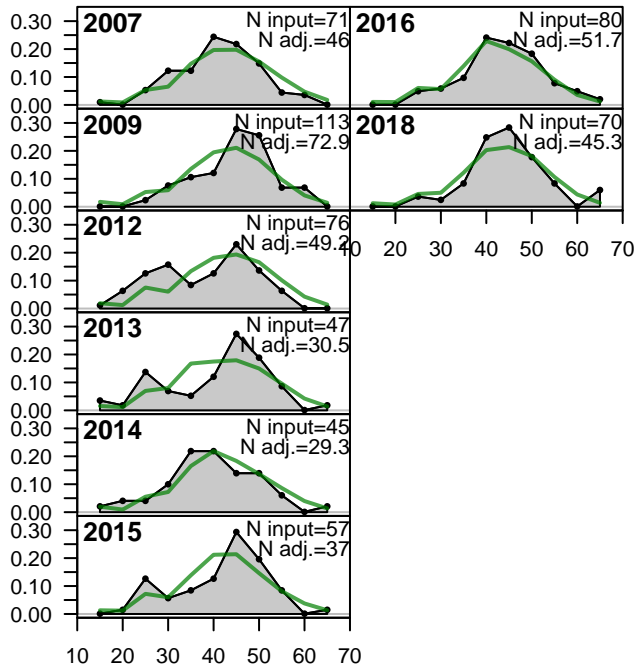 2007
N input=71
N adj.=46
0.30
0.20
0.10
0.00
2016
N input=80
N adj.=51.7
2009
N input=113
N adj.=72.9
0.30
0.20
0.10
0.00
2018
N input=70
N adj.=45.3
2012
N input=76
N adj.=49.2
0.30
0.20
0.10
0.00
10 20 30 40 50 60 70
2013
N input=47
N adj.=30.5
0.30
0.20
0.10
0.00
2014
N input=45
N adj.=29.3
0.30
0.20
0.10
0.00
2015
N input=57
N adj.=37
0.30
0.20
0.10
0.00
10 20 30 40 50 60 70